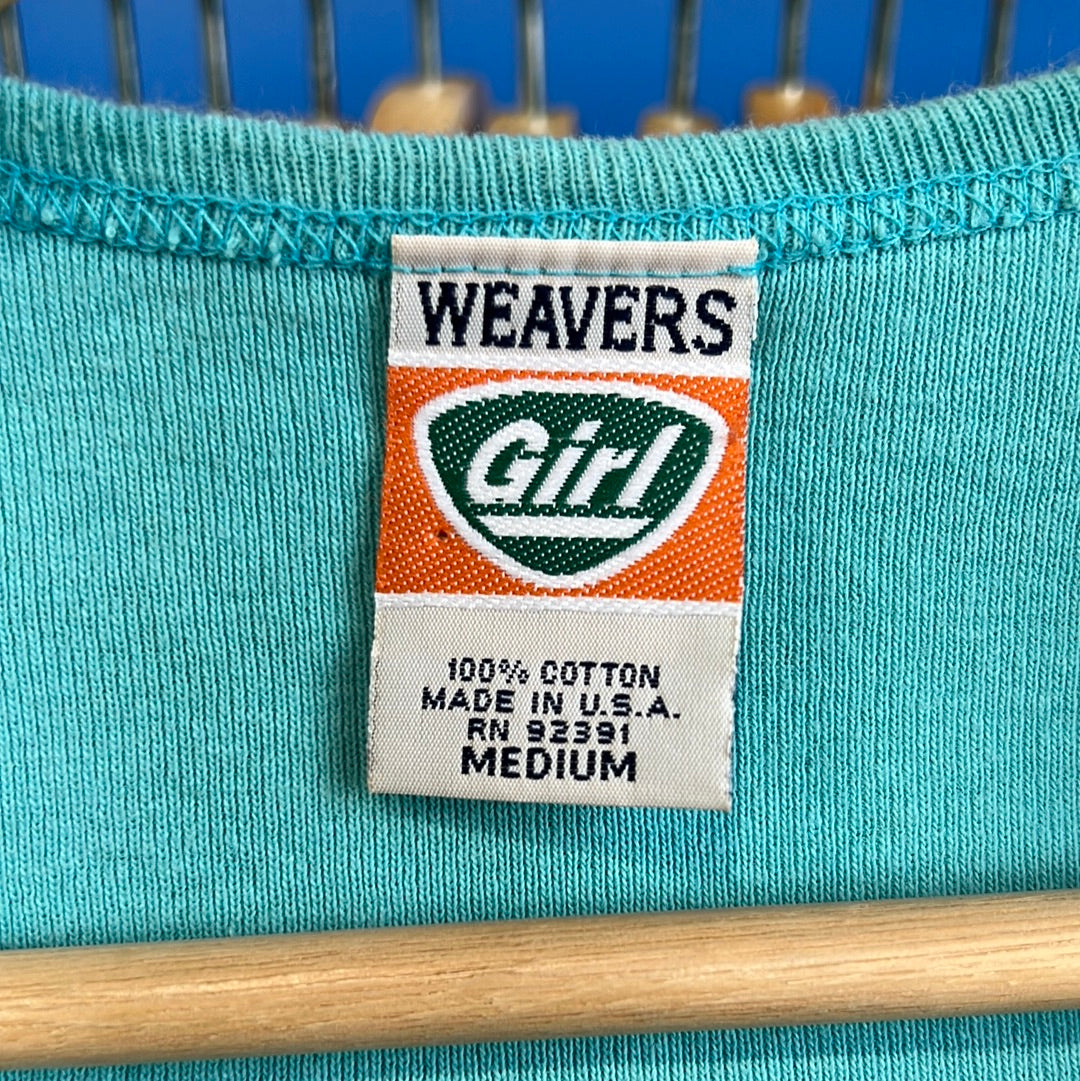 WEAVERS
Girl
100% COTTON
MADE IN U.S.A.
RN 92391
MEDIUM